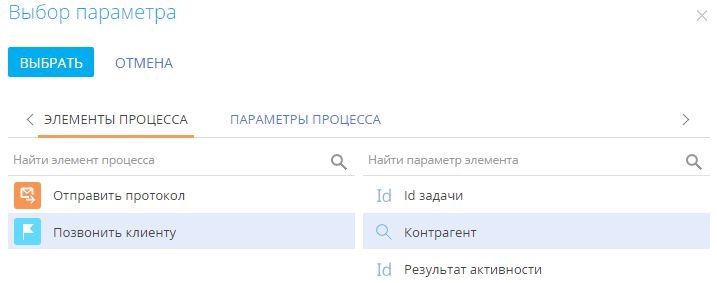 Выбор параметра
ВЫБРАТЬ ОТМЕНА
ЭЛЕМЕНТЫ ПРОЦЕССА ПАРАМЕТРЫ ПРОЦЕССА
Найти элемент процесса Найти параметр элемента
Отправить протокол Id Id задачи
Позвонить клиенту Контрагент
Id Результат активности